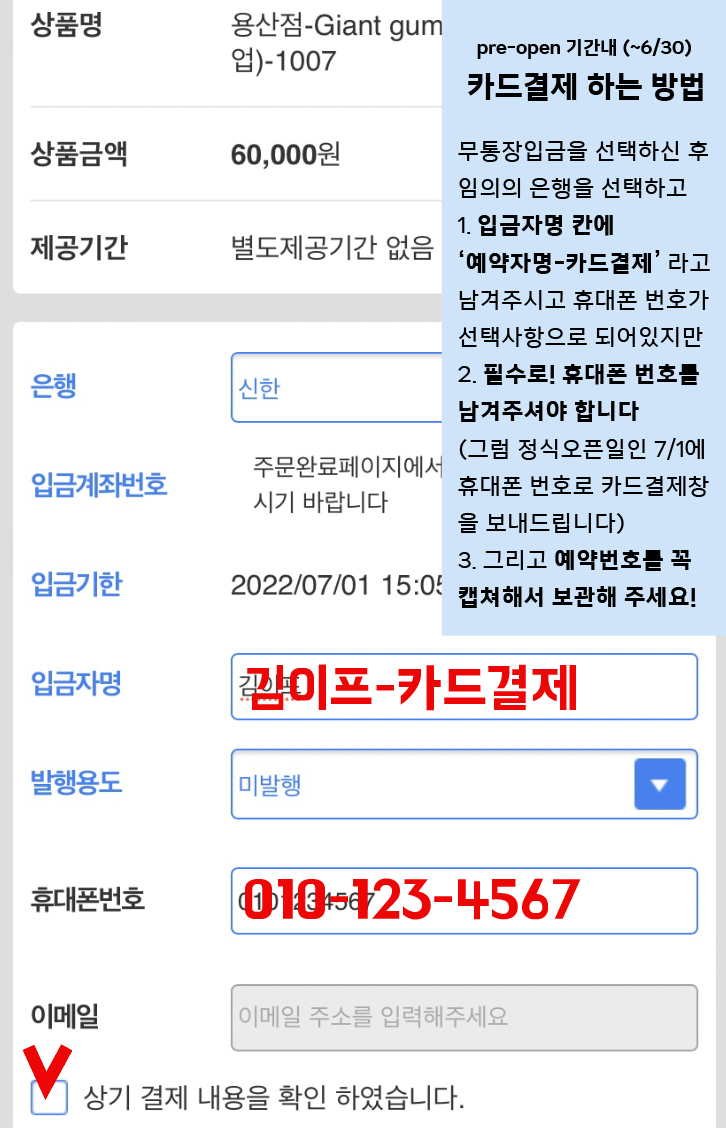 상품명
용산점-Giant gum
업)-1007
상품금액
60,000원
제공기간
별도제공기간 없음
pre-open 기간내 (~6/30)
카드결제 하는 방법
무통장입금을 선택하신 후
임의의 은행을 선택하고
1. 입금자명 칸에
‘예약자명-카드결제’ 라고
남겨주시고 휴대폰 번호가
선택사항으로 되어있지만
2. 필수로! 휴대폰 번호를
남겨주셔야 합니다
(그럼 정식오픈일인 7/1에
휴대폰 번호로 카드결제창
을 보내드립니다)
3. 그리고 예약번호를 꼭
캡쳐해서 보관해 주세요!
은행
신한
입금계좌번호
주문완료페이지에서
시기 바랍니다
입금기한
2022/07/01 15:05
입금자명
김이프
김이프-카드결제
발행용도
미발행
휴대폰번호
0101234567
010-123-4567
이메일
이메일 주소를 입력해주세요
상기 결제 내용을 확인 하였습니다.